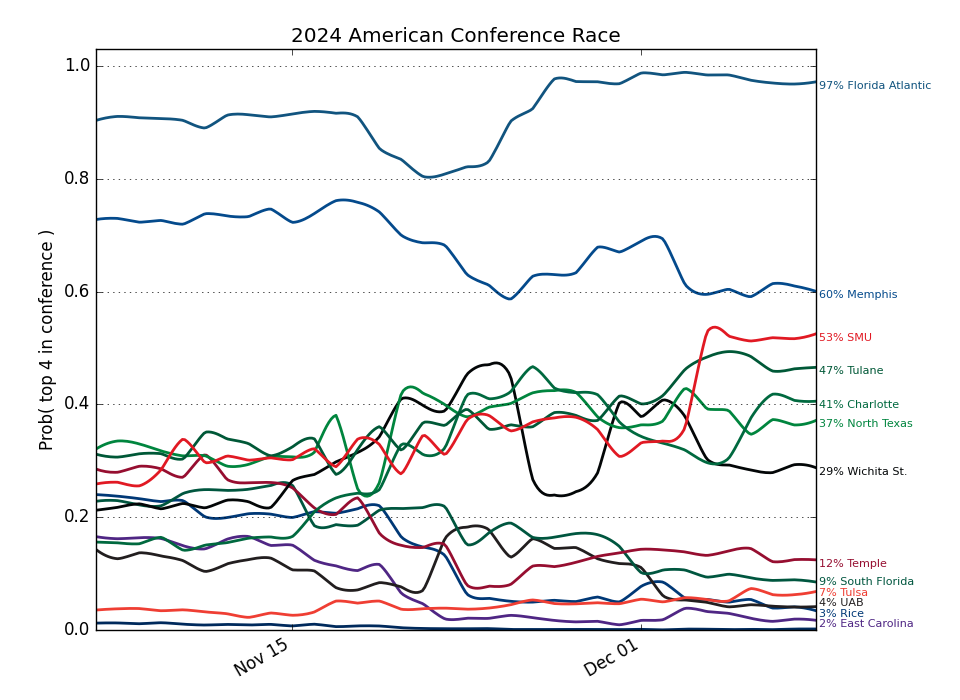 2024 American Conference Race
Prob( top 4 in conference )
1.0
0.8
0.6
0.4
0.2
0.0
Nov 15
Dec 01
97% Florida Atlantic
60% Memphis
53% SMU
47% Tulane
41% Charlotte
37% North Texas
29% Wichita St.
12% Temple
9% South Florida
7% Tulsa
4% UAB
3% Rice
2% East Carolina